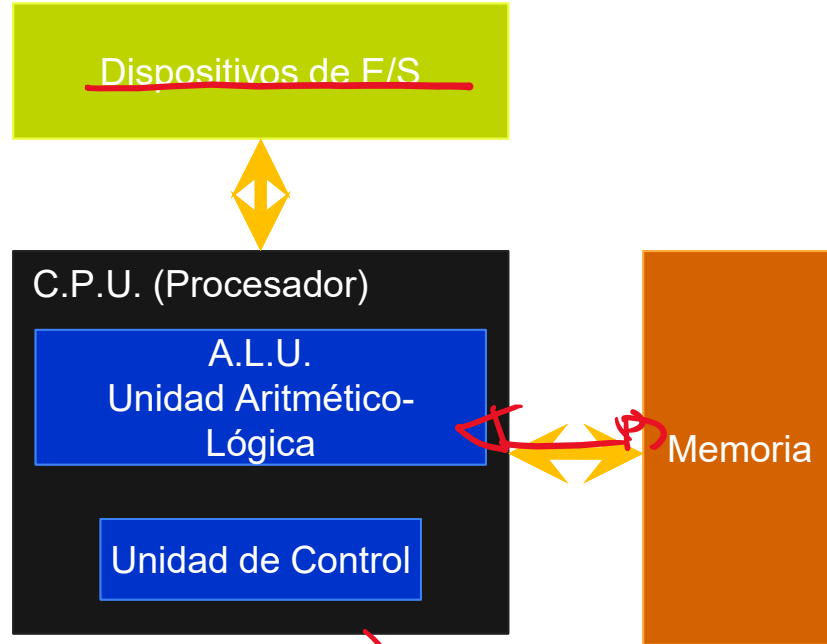 Dispositivos de E/S
C.P.U. (Procesador)
A.L.U.
Unidad Aritmético-
Lógica
Memoria
Unidad de Control